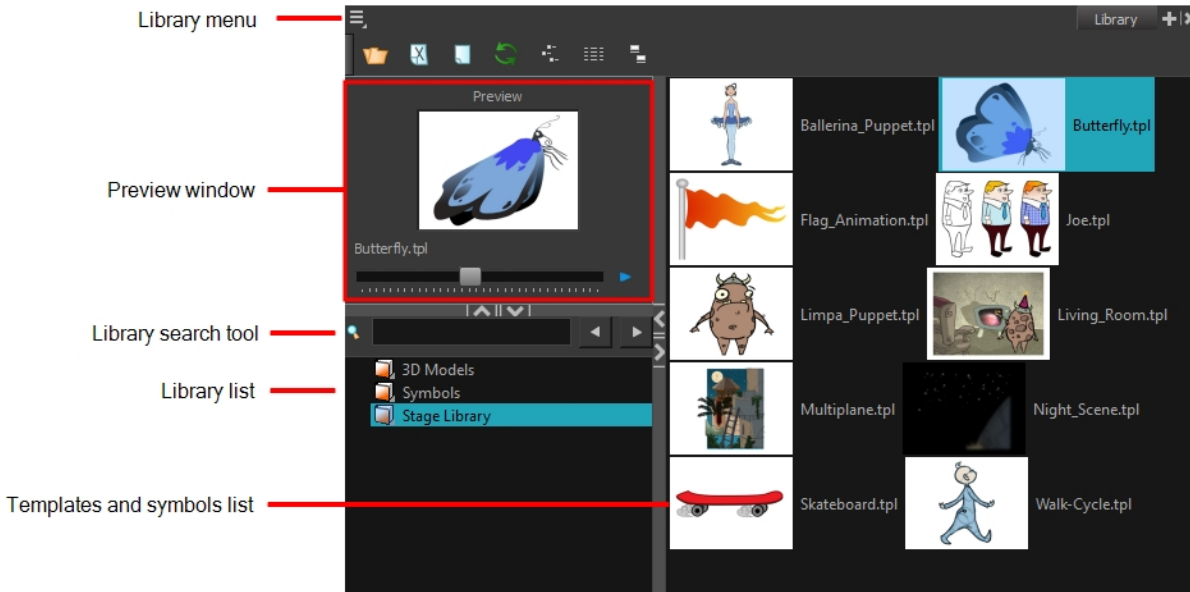 Library menu
Library
Preview
Preview window
Butterfly.tpl
Library search tool
Library list
3D Models
Symbols
Stage Library
Templates and symbols list
Ballerina_Puppet.tpl
Butterfly.tpl
Flag_Animation.tpl
Joe.tpl
Limpa_Puppet.tpl
Living_Room.tpl
Multiplane.tpl
Night_Scene.tpl
Skateboard.tpl
Walk-Cycle.tpl